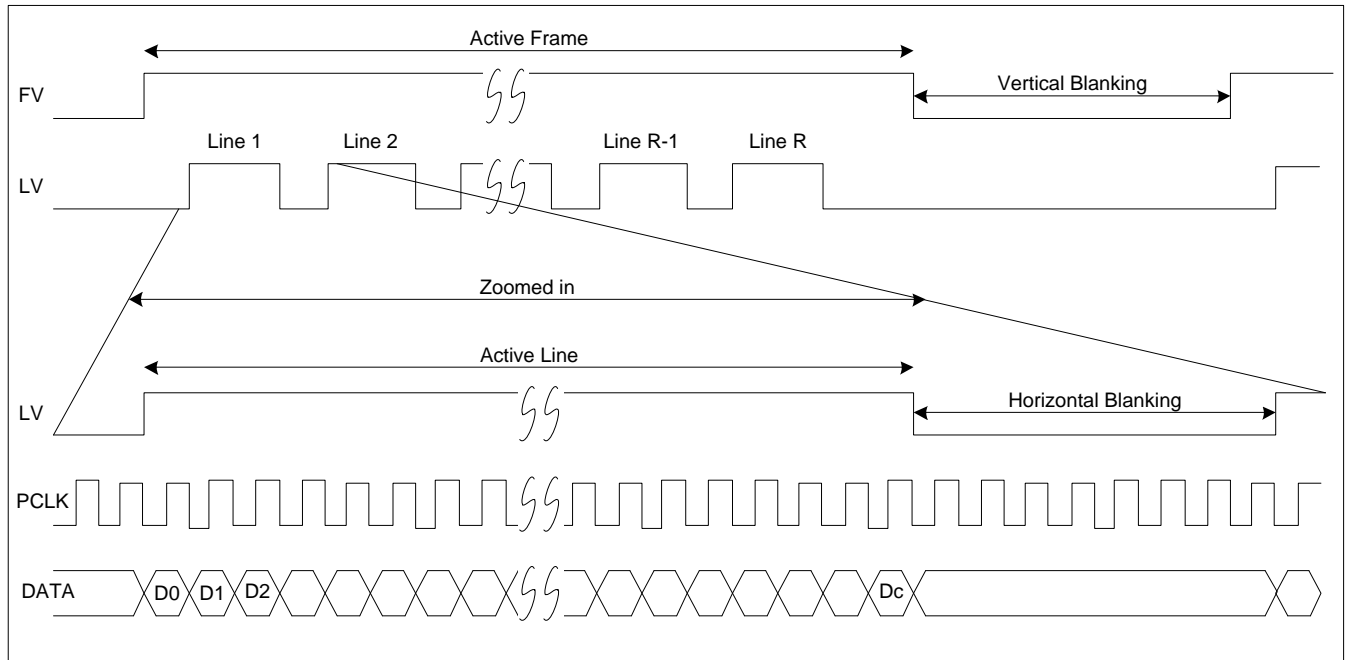 Active Frame
FV
Vertical Blanking
Line 1 Line 2 Line R-1 Line R
LV
Zoomed in
Active Line
LV
Horizontal Blanking
PCLK
DATA D0 D1 D2 Dc